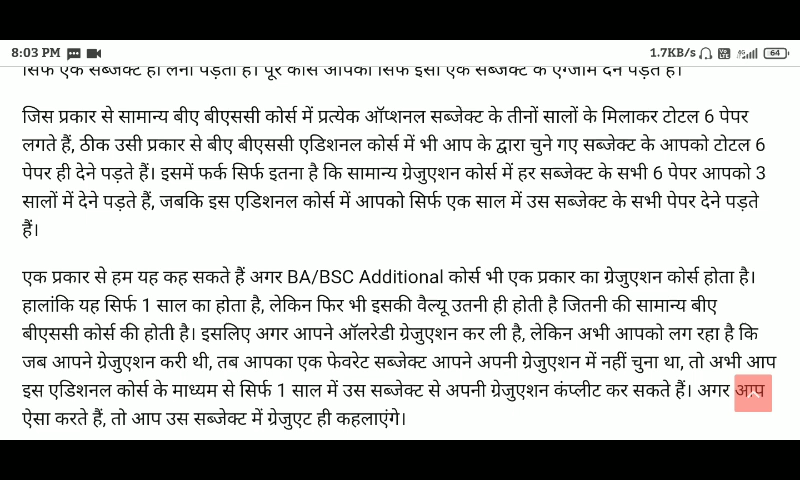 8:03 PM
1.7KB/s
4G
64
सिर्फ एक सब्जेक्ट ही लेना पड़ता है। पूरे कोर्स आपको सिर्फ इसी एक सब्जेक्ट के एग्जाम देने पड़ते हैं।
जिस प्रकार से सामान्य बीए बीएससी कोर्स में प्रत्येक ऑप्शनल सब्जेक्ट के तीनों सालों के मिलाकर टोटल 6 पेपर
लगते हैं, ठीक उसी प्रकार से बीए बीएससी एडिशनल कोर्स में भी आप के द्वारा चुने गए सब्जेक्ट के आपको टोटल 6
पेपर ही देने पड़ते हैं। इसमें फर्क सिर्फ इतना है कि सामान्य ग्रेजुएशन कोर्स में हर सब्जेक्ट के सभी 6 पेपर आपको 3
सालों में देने पड़ते हैं, जबकि इस एडिशनल कोर्स में आपको सिर्फ एक साल में उस सब्जेक्ट के सभी पेपर देने पड़ते
हैं।
एक प्रकार से हम यह कह सकते हैं अगर BA/BSC Additional कोर्स भी एक प्रकार का ग्रेजुएशन कोर्स होता है।
हालांकि यह सिर्फ 1 साल का होता है, लेकिन फिर भी इसकी वैल्यू उतनी ही होती है जितनी की सामान्य बीए
बीएससी कोर्स की होती है। इसलिए अगर आपने ऑलरेडी ग्रेजुएशन कर ली है, लेकिन अभी आपको लग रहा है कि
जब आपने ग्रेजुएशन करी थी, तब आपका एक फेवरेट सब्जेक्ट आपने अपनी ग्रेजुएशन में नहीं चुना था, तो अभी आप
इस एडिशनल कोर्स के माध्यम से सिर्फ 1 साल में उस सब्जेक्ट से अपनी ग्रेजुएशन कंप्लीट कर सकते हैं। अगर आप
ऐसा करते हैं, तो आप उस सब्जेक्ट में ग्रेजुएट ही कहलाएंगे।